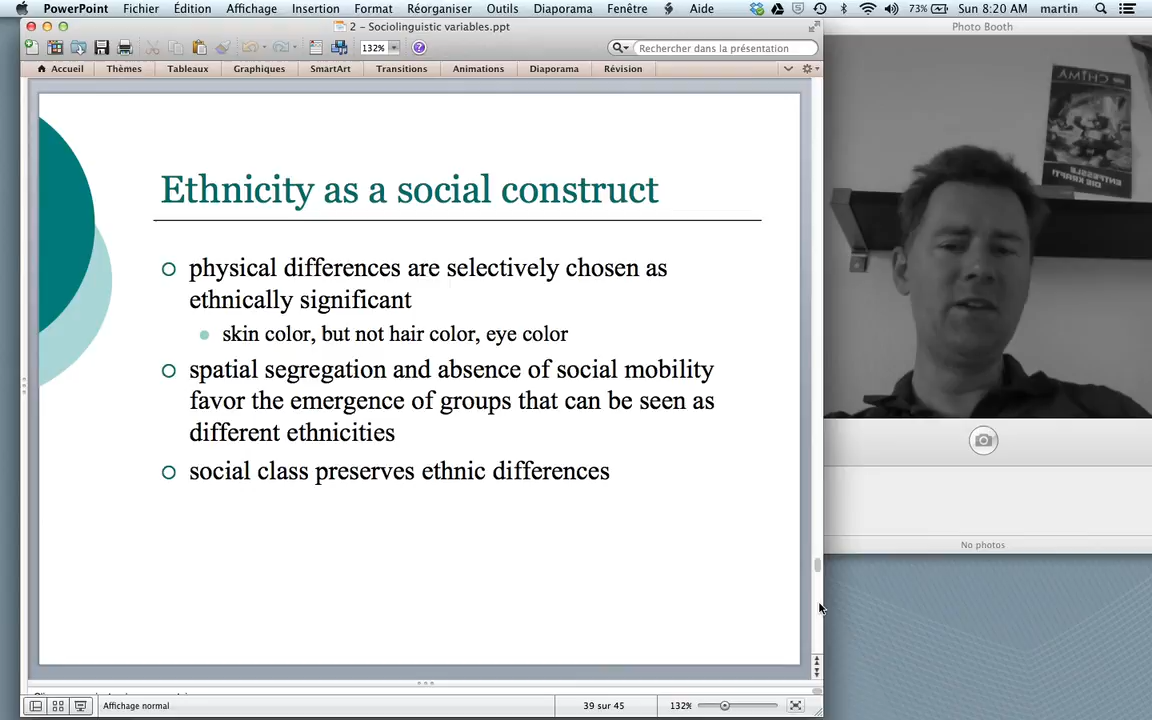 PowerPoint Fichier Édition Affichage Insertion Format Réorganiser Outils Diaporama Fenêtre Aide 73% Sun 8:20 AM martin
2 – Sociolinguistic variables.ppt
Photo Booth
132% Rechercher dans la présentation
Accueil Thèmes Tableaux Graphiques SmartArt Transitions Animations Diaporama Révision
CHIMA
ENTFESSELE
DIE KRAFT!
Ethnicity as a social construct
physical differences are selectively chosen as
ethnically significant
skin color, but not hair color, eye color
spatial segregation and absence of social mobility
favor the emergence of groups that can be seen as
different ethnicities
social class preserves ethnic differences
No photos
Affichage normal 39 sur 45 132%